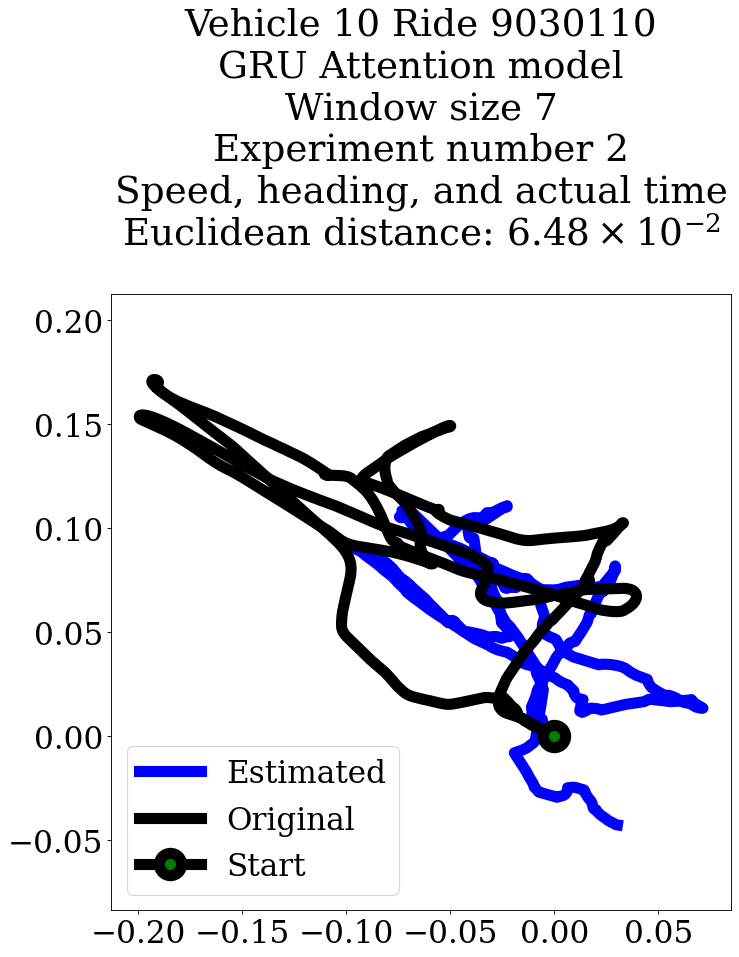 Vehicle 10 Ride 9030110
GRU Attention model
Window size 7
Experiment number 2
Speed, heading, and actual time
Euclidean distance: 6.48 × 10⁻²
0.20
0.15
0.10
0.05
0.00
−0.05
Estimated
Original
Start
−0.20 −0.15 −0.10 −0.05 0.00 0.05